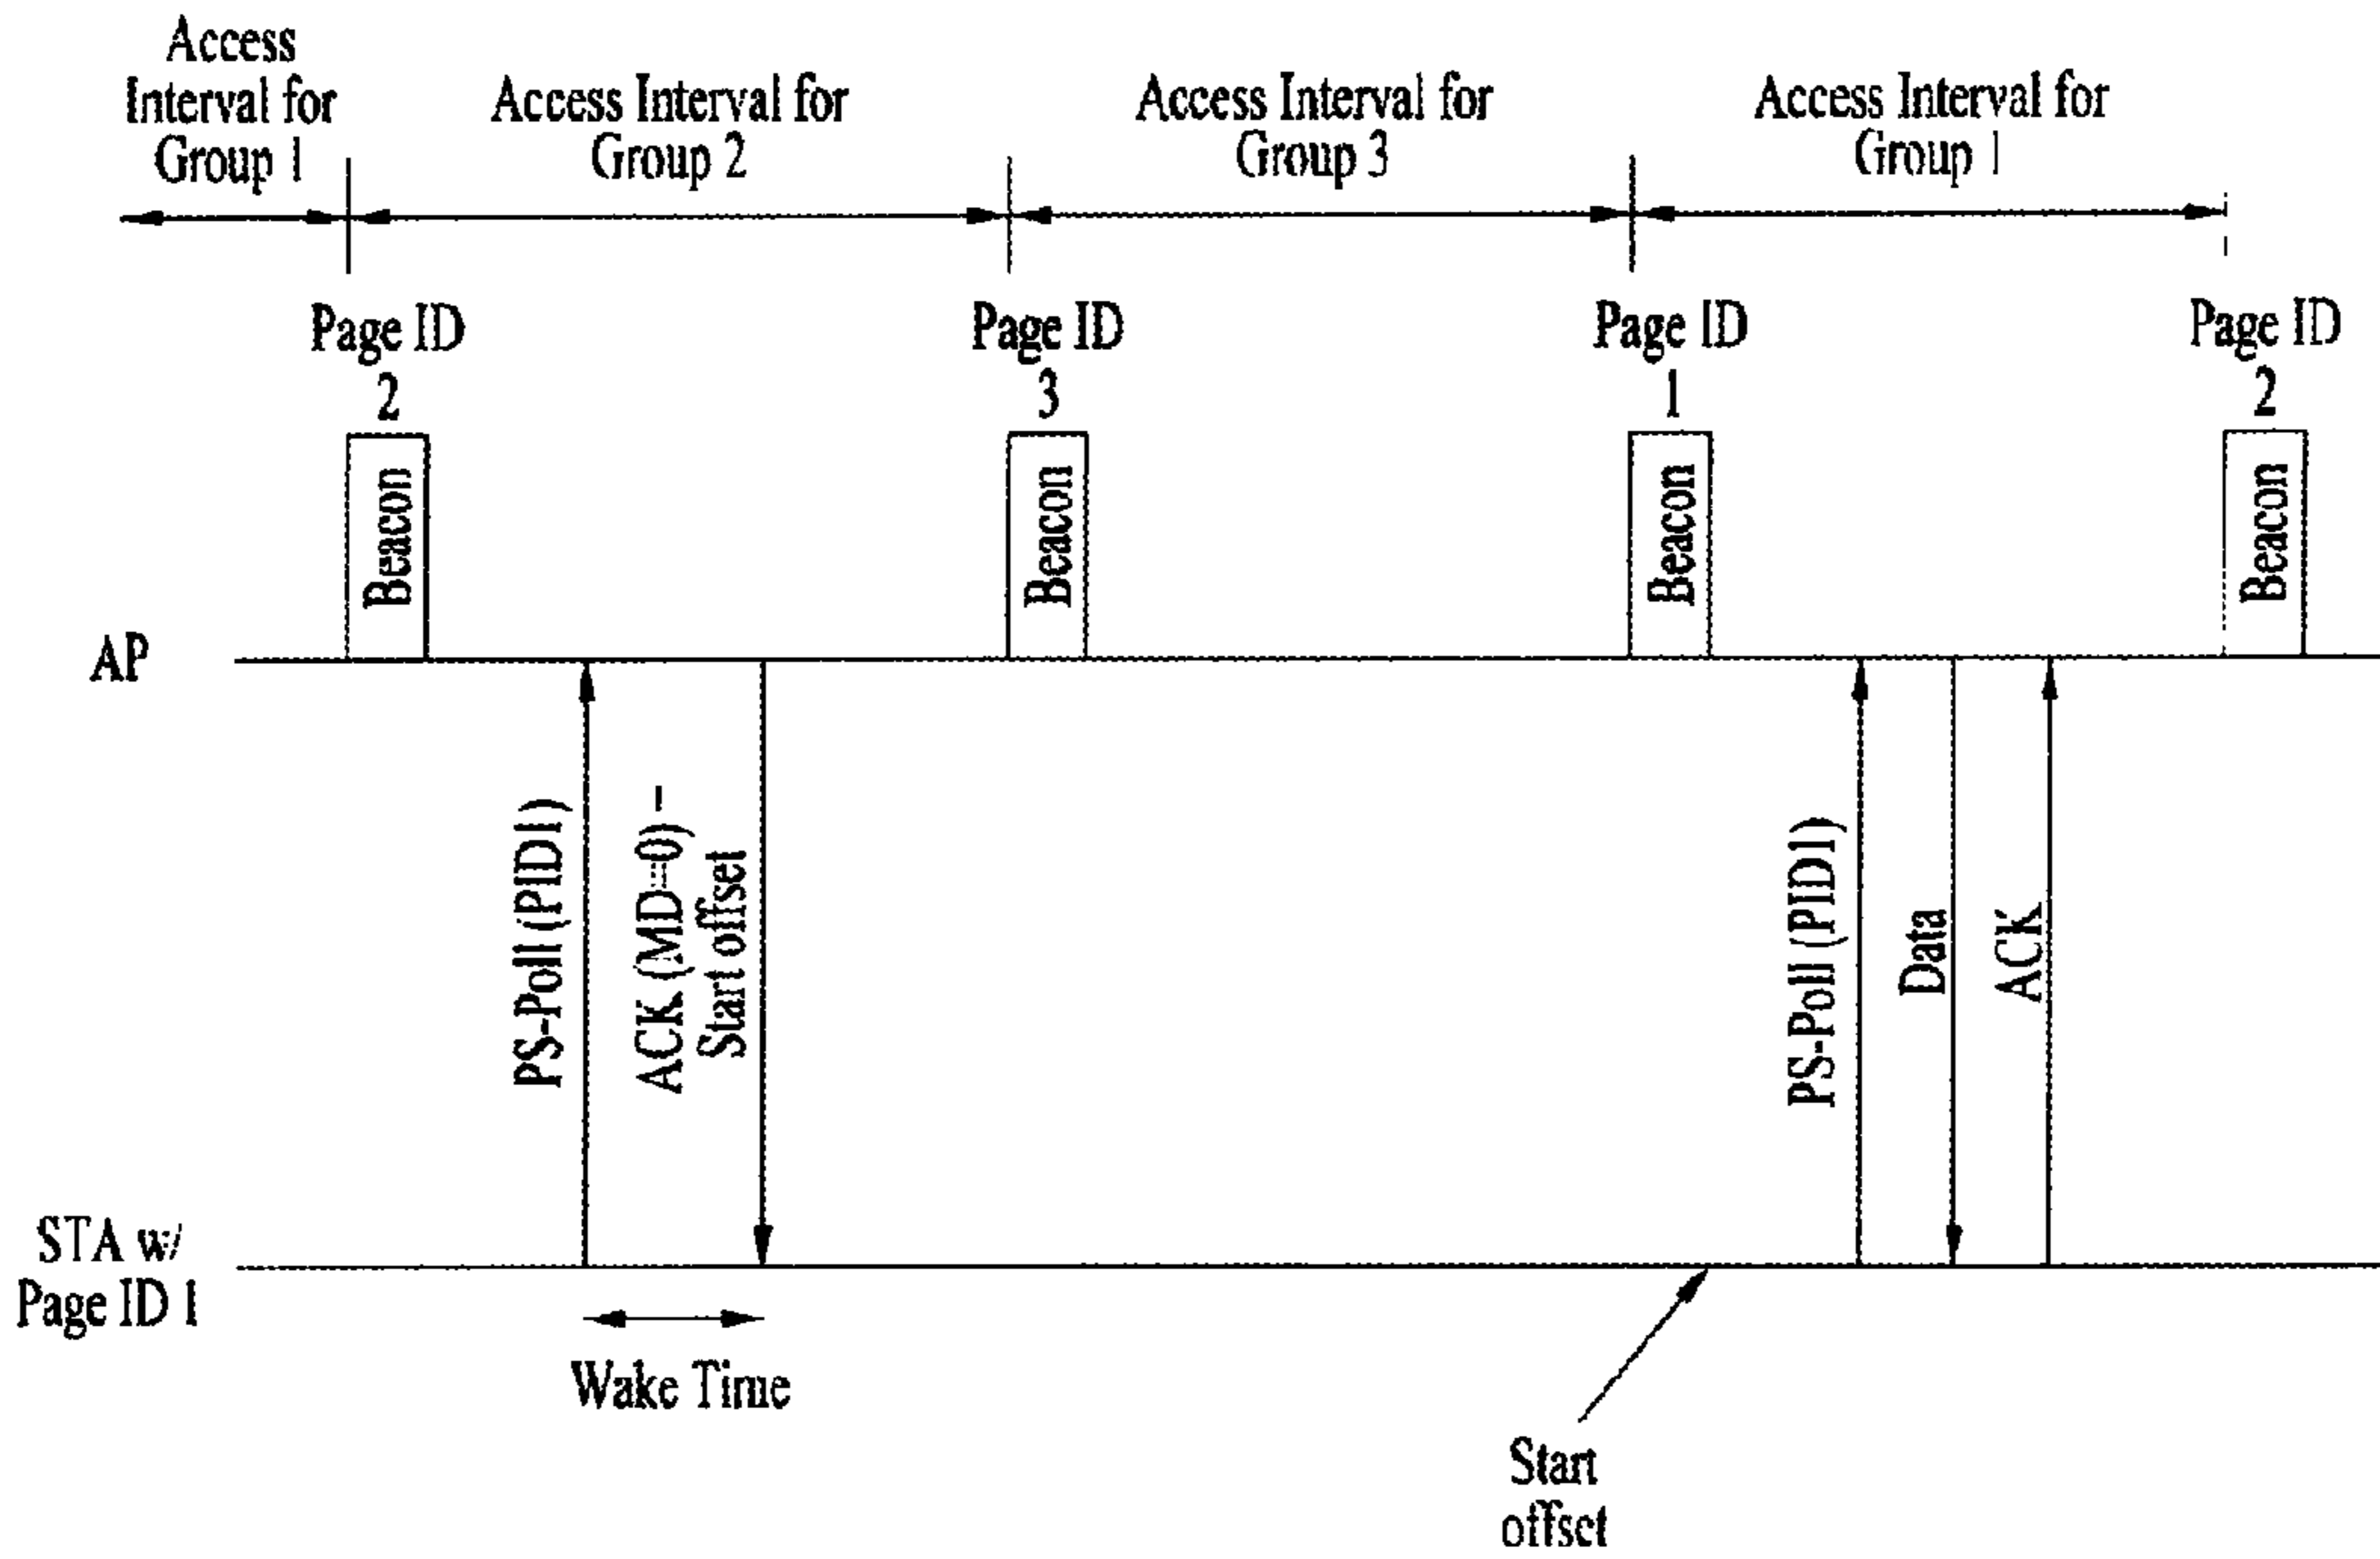 Access
Interval for
Group 1
Access Interval for
Group 2
Access Interval for
Group 3
Access Interval for
Group 1
Page ID
2
Page ID
3
Page ID
1
Page ID
2
Beacon
Beacon
Beacon
Beacon
AP
PS-Poll (PID1)
ACK (MD=0) -
Start offset
PS-Poll (PID1)
Data
ACK
STA w/
Page ID 1
Wake Time
Start
offset